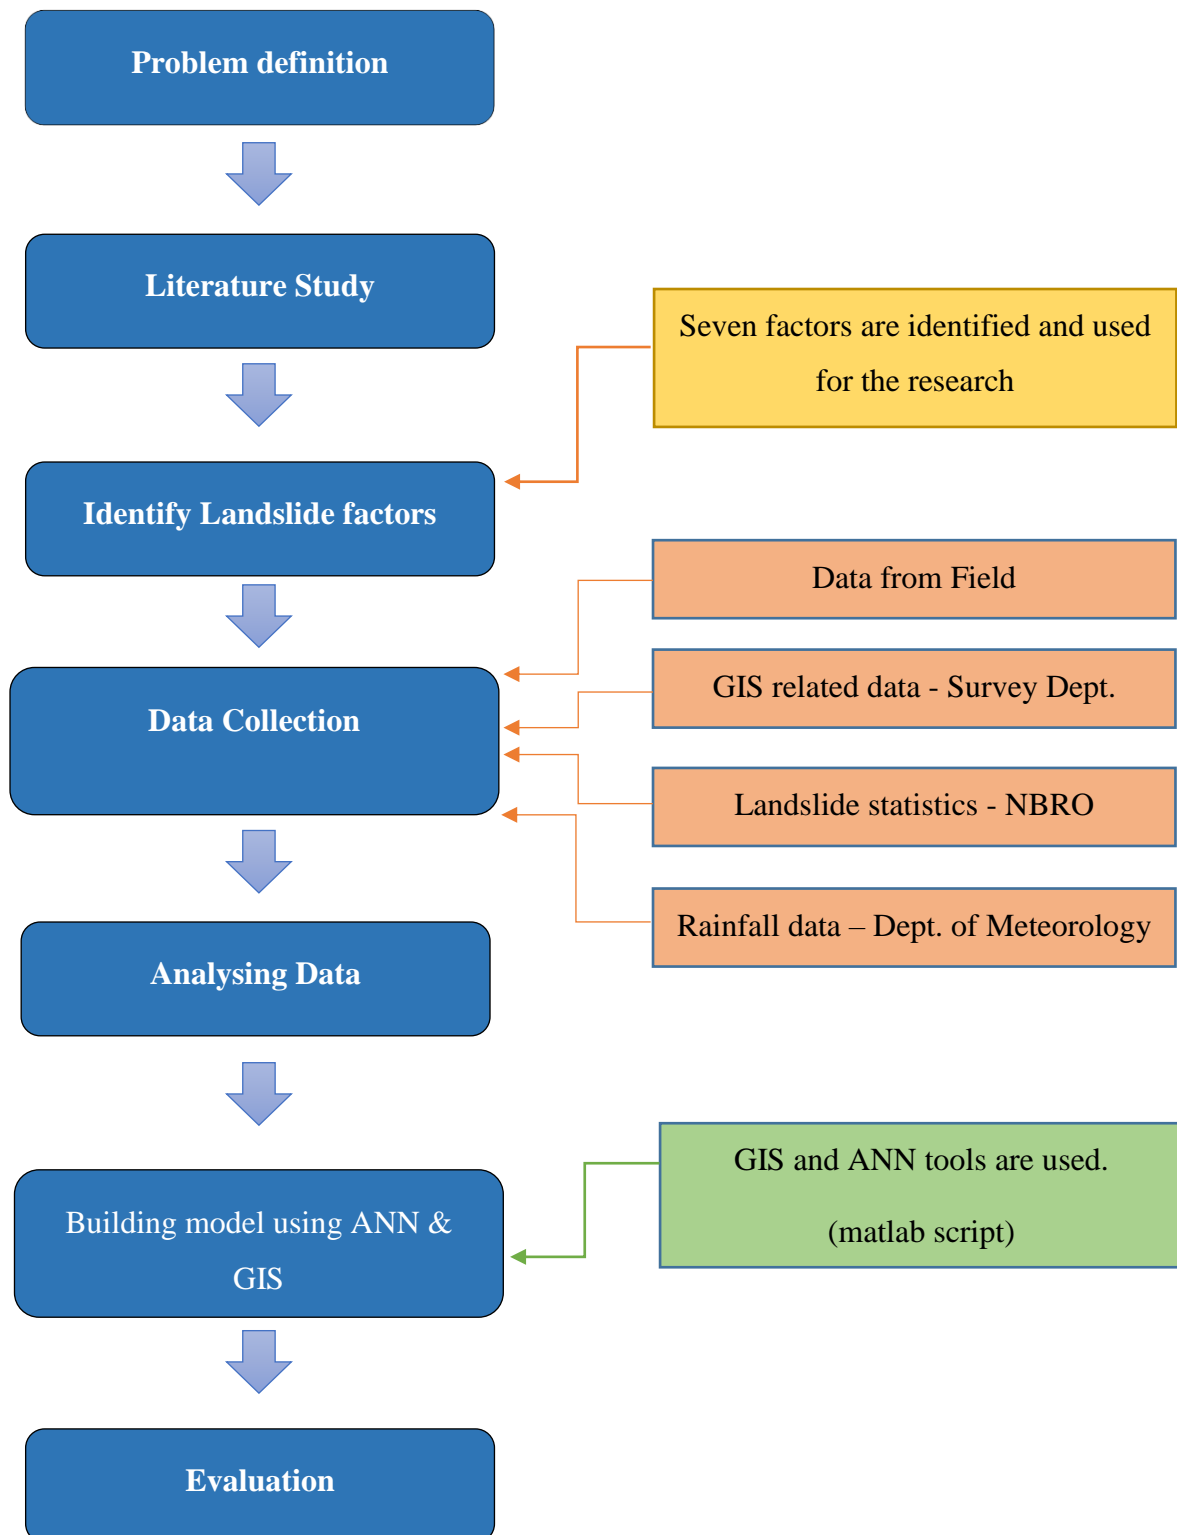 Problem definition
Literature Study
Seven factors are identified and used
for the research
Identify Landslide factors
Data from Field
GIS related data - Survey Dept.
Data Collection
Landslide statistics - NBRO
Rainfall data – Dept. of Meteorology
Analysing Data
GIS and ANN tools are used.
(matlab script)
Building model using ANN &
GIS
Evaluation